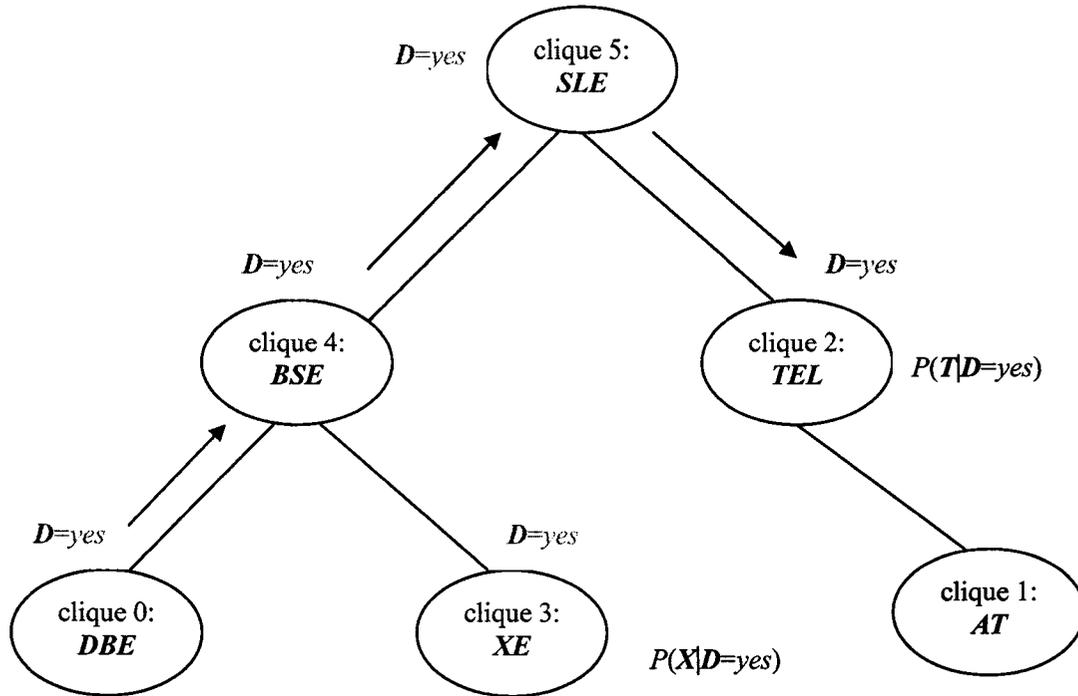 D=yes
clique 5:
SLE
D=yes
D=yes
clique 4:
BSE
clique 2:
TEL
P(T|D=yes)
D=yes
D=yes
clique 0:
DBE
clique 3:
XE
P(X|D=yes)
clique 1:
AT